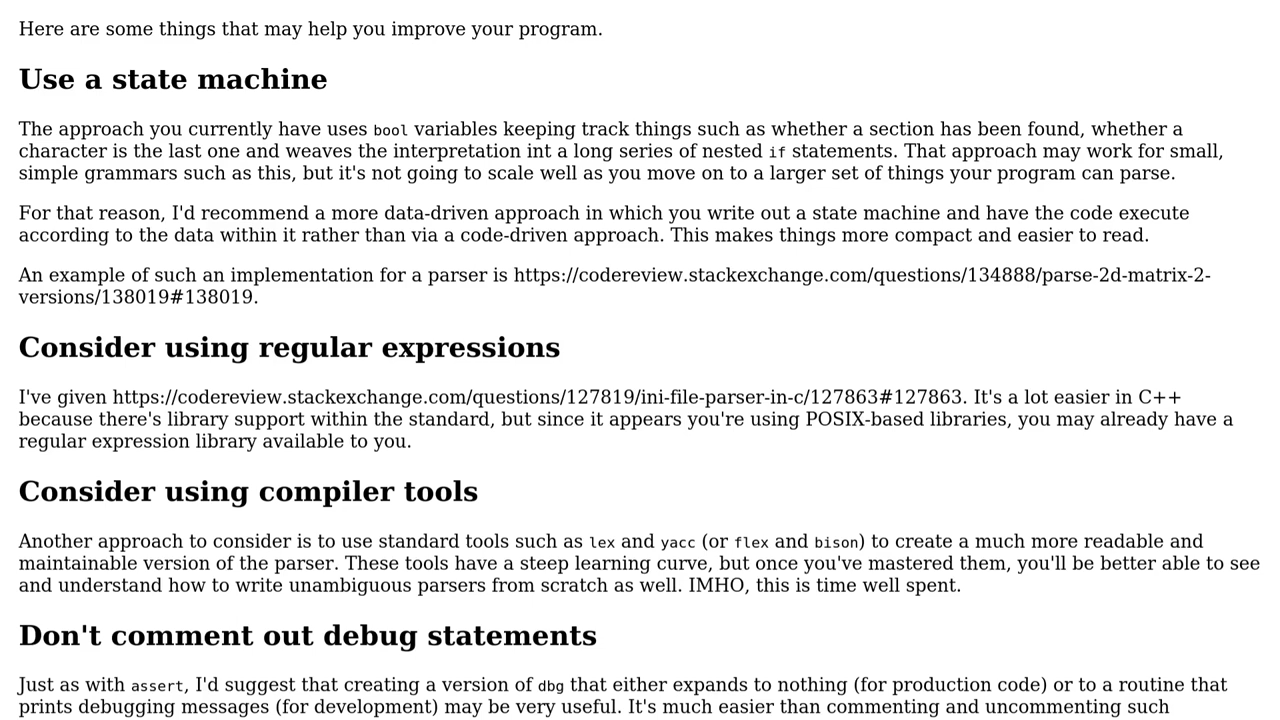 Here are some things that may help you improve your program.
Use a state machine
The approach you currently have uses bool variables keeping track things such as whether a section has been found, whether a
character is the last one and weaves the interpretation int a long series of nested if statements. That approach may work for small,
simple grammars such as this, but it's not going to scale well as you move on to a larger set of things your program can parse.
For that reason, I'd recommend a more data-driven approach in which you write out a state machine and have the code execute
according to the data within it rather than via a code-driven approach. This makes things more compact and easier to read.
An example of such an implementation for a parser is https://codereview.stackexchange.com/questions/134888/parse-2d-matrix-2-
versions/138019#138019.
Consider using regular expressions
I've given https://codereview.stackexchange.com/questions/127819/ini-file-parser-in-c/127863#127863. It's a lot easier in C++
because there's library support within the standard, but since it appears you're using POSIX-based libraries, you may already have a
regular expression library available to you.
Consider using compiler tools
Another approach to consider is to use standard tools such as lex and yacc (or flex and bison) to create a much more readable and
maintainable version of the parser. These tools have a steep learning curve, but once you've mastered them, you'll be better able to see
and understand how to write unambiguous parsers from scratch as well. IMHO, this is time well spent.
Don't comment out debug statements
Just as with assert, I'd suggest that creating a version of dbg that either expands to nothing (for production code) or to a routine that
prints debugging messages (for development) may be very useful. It's much easier than commenting and uncommenting such